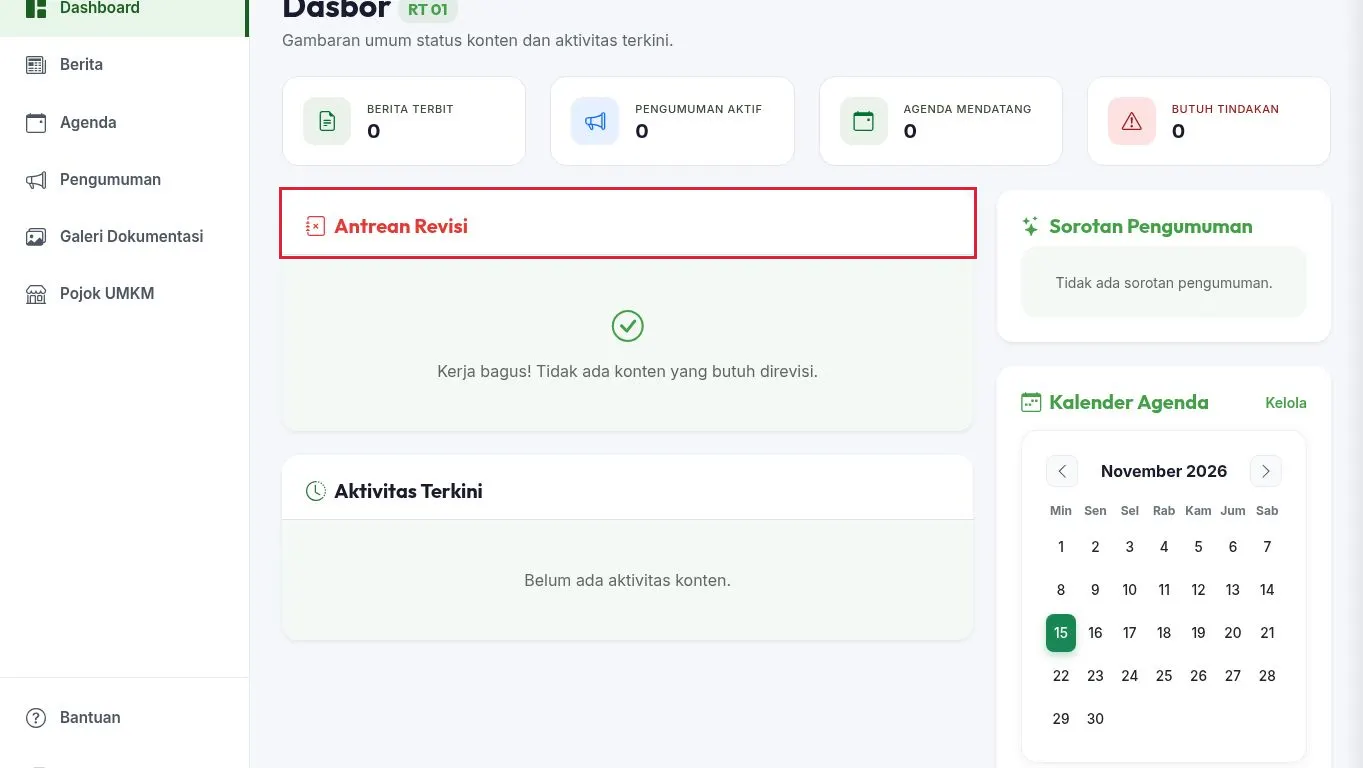 Dashboard
Berita
Agenda
Pengumuman
Galeri Dokumentasi
Pojok UMKM
Bantuan
Dasbor RT 01
Gambaran umum status konten dan aktivitas terkini.
BERITA TERBIT
0
PENGUMUMAN AKTIF
0
AGENDA MENDATANG
0
BUTUH TINDAKAN
0
Antrean Revisi
Kerja bagus! Tidak ada konten yang butuh direvisi.
Aktivitas Terkini
Belum ada aktivitas konten.
Sorotan Pengumuman
Tidak ada sorotan pengumuman.
Kalender Agenda Kelola
November 2026
Min Sen Sel Rab Kam Jum Sab
1 2 3 4 5 6 7
8 9 10 11 12 13 14
15 16 17 18 19 20 21
22 23 24 25 26 27 28
29 30